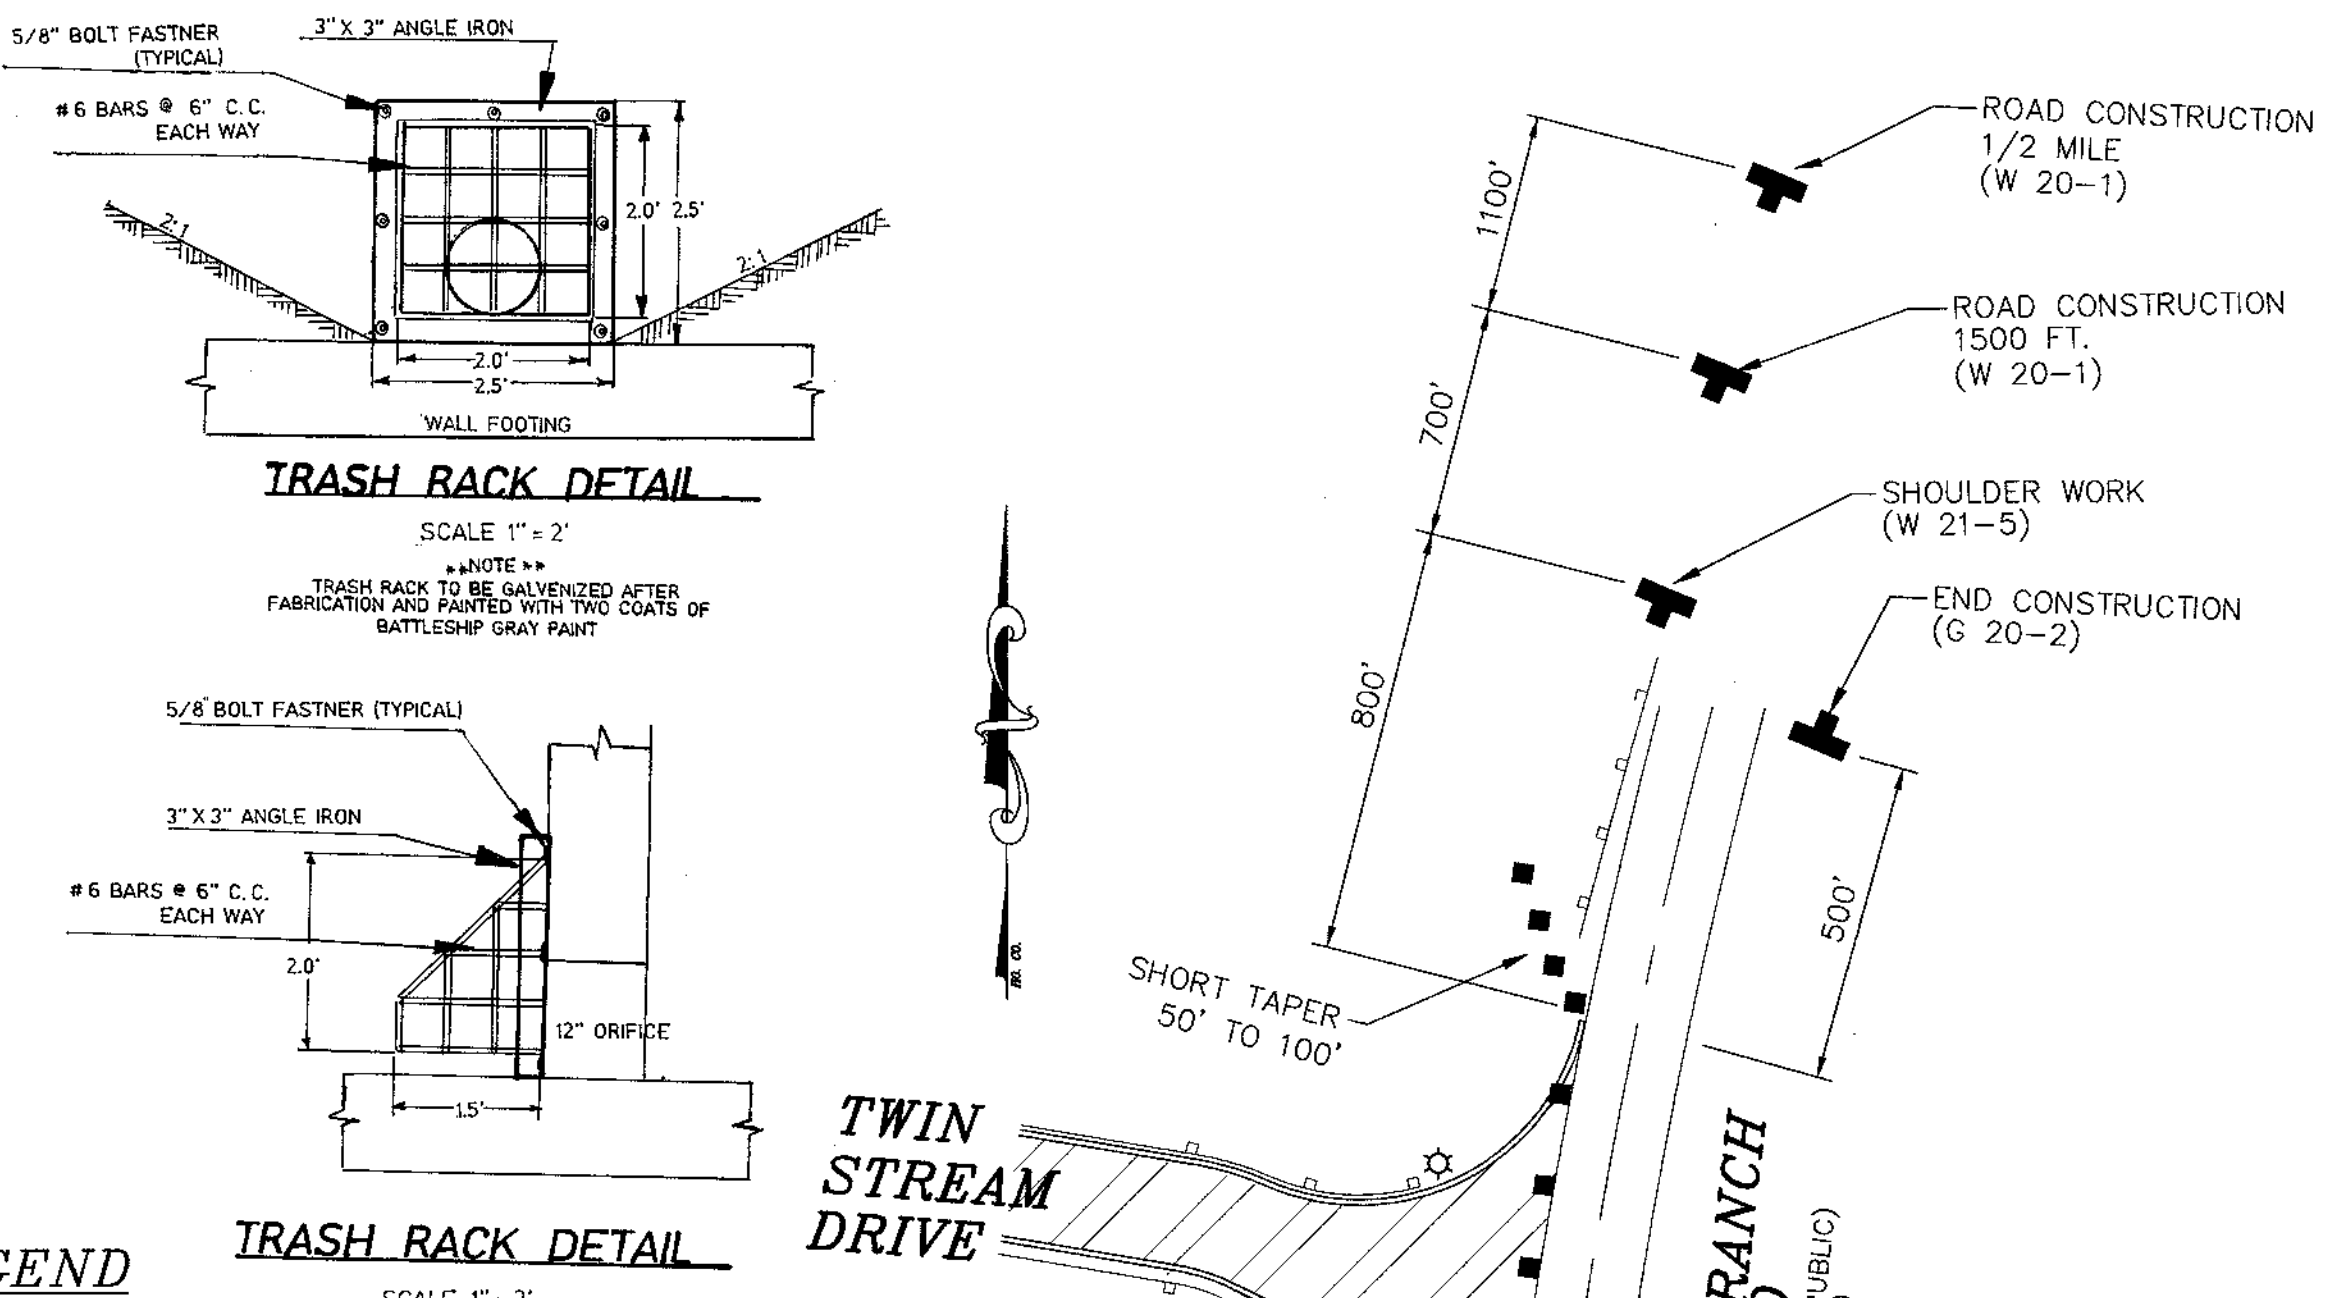 5/8" BOLT FASTNER
(TYPICAL)
3" X 3" ANGLE IRON
#6 BARS @ 6" C.C.
EACH WAY
2:1
2:1
2.0'
2.5'
2.0'
2.5'
WALL FOOTING
TRASH RACK DETAIL
SCALE 1" = 2'
**NOTE**
TRASH RACK TO BE GALVENIZED AFTER
FABRICATION AND PAINTED WITH TWO COATS OF
BATTLESHIP GRAY PAINT
5/8" BOLT FASTNER (TYPICAL)
3" X 3" ANGLE IRON
#6 BARS @ 6" C.C.
EACH WAY
2.0'
12" ORIFICE
1.5'
TRASH RACK DETAIL
GEND
ROAD CONSTRUCTION
1/2 MILE
(W 20-1)
1100'
ROAD CONSTRUCTION
1500 FT.
(W 20-1)
700'
SHOULDER WORK
(W 21-5)
END CONSTRUCTION
(G 20-2)
800'
500'
SHORT TAPER
50' TO 100'
TWIN
STREAM
DRIVE
RANCH
UBLIC)